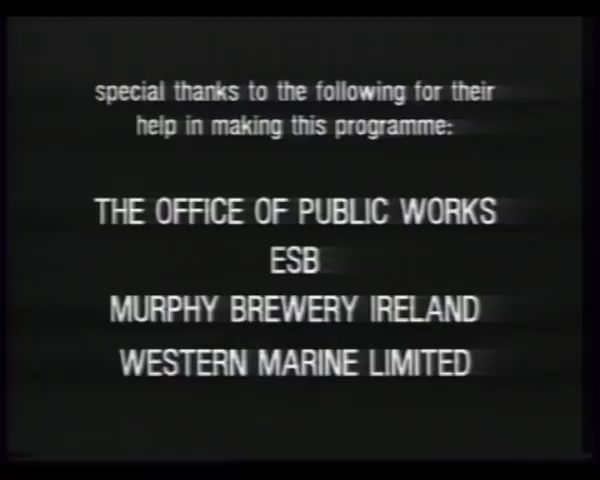 special thanks to the following for their
help in making this programme:
THE OFFICE OF PUBLIC WORKS
ESB
MURPHY BREWERY IRELAND
WESTERN MARINE LIMITED